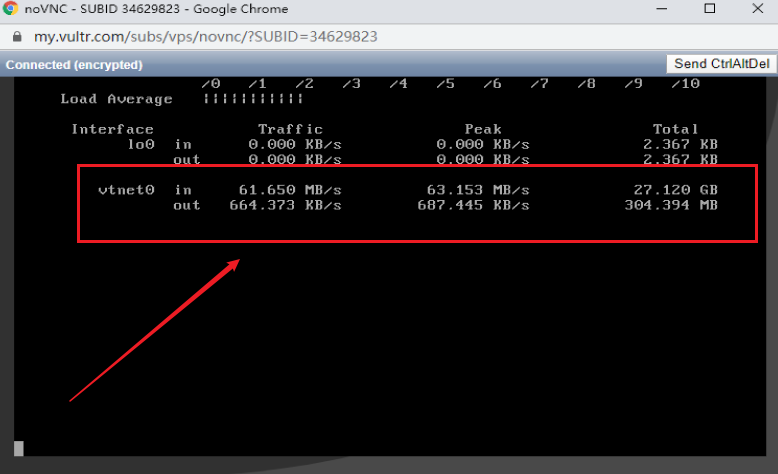 noVNC - SUBID 34629823 - Google Chrome
my.vultr.com/subs/vps/novnc/?SUBID=34629823
Connected (encrypted) Send CtrlAltDel
/0 /1 /2 /3 /4 /5 /6 /7 /8 /9 /10
Load Average |||||||||||
Interface Traffic Peak Total
lo0 in 0.000 KB/s 0.000 KB/s 2.367 KB
out 0.000 KB/s 0.000 KB/s 2.367 KB
vtnet0 in 61.650 MB/s 63.153 MB/s 27.120 GB
out 664.373 KB/s 687.445 KB/s 304.394 MB